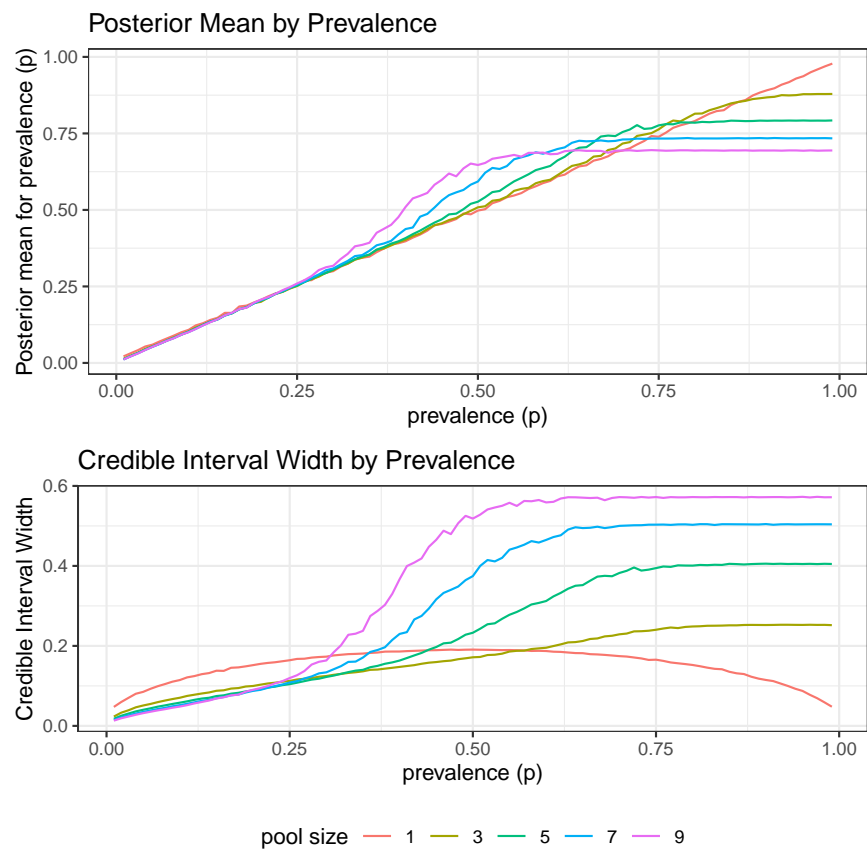 Posterior Mean by Prevalence
Posterior mean for prevalence (p)
1.00
0.75
0.50
0.25
0.00
0.00 0.25 0.50 0.75 1.00
prevalence (p)
Credible Interval Width by Prevalence
Credible Interval Width
0.6
0.4
0.2
0.0
0.00 0.25 0.50 0.75 1.00
prevalence (p)
pool size 1 3 5 7 9